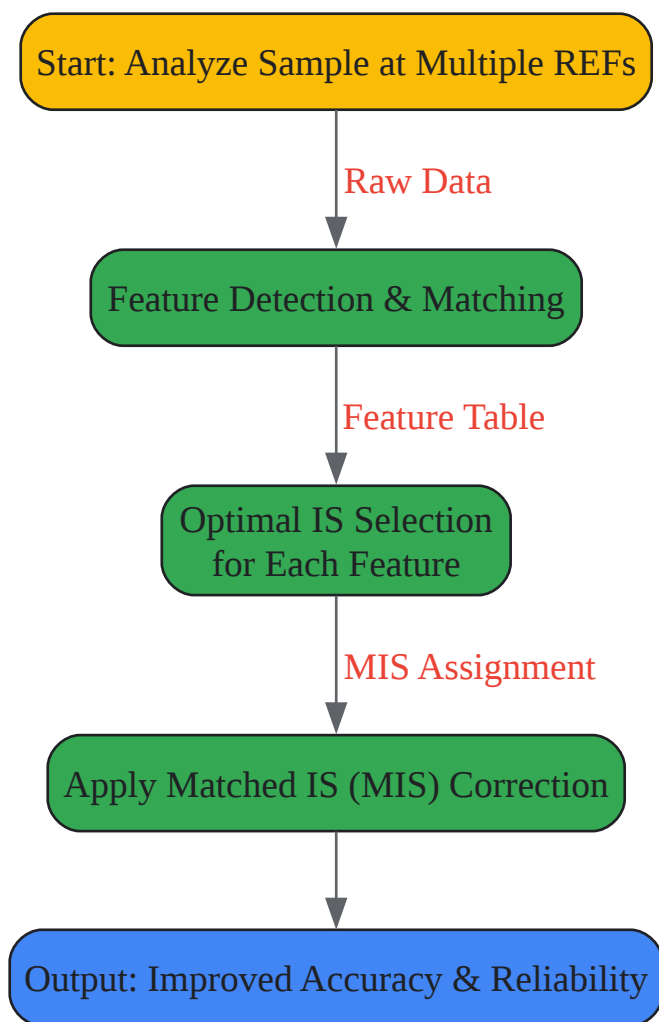 Start: Analyze Sample at Multiple REFs
Raw Data
Feature Detection & Matching
Feature Table
Optimal IS Selection
for Each Feature
MIS Assignment
Apply Matched IS (MIS) Correction
Output: Improved Accuracy & Reliability